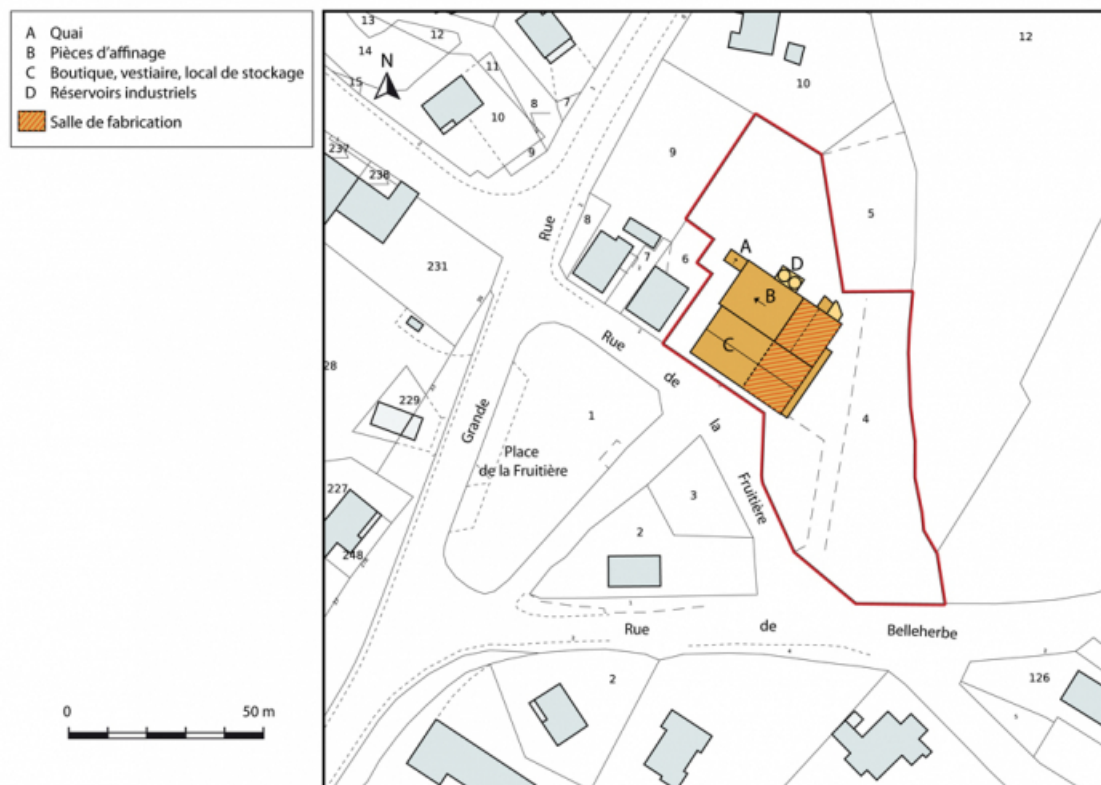 A Quai
B Pièces d'affinage
C Boutique, vestiaire, local de stockage
D Réservoirs industriels
Salle de fabrication
N
0 50 m
13
12
14
11
15
10
8
7
9
237
238
10
12
9
5
8
7
6
A
D
B
C
231
Rue
Rue
de
la
Fruitière
Grande
28
229
1
4
Place
de la Fruitière
3
227
2
248
Rue
de
Belleherbe
2
126